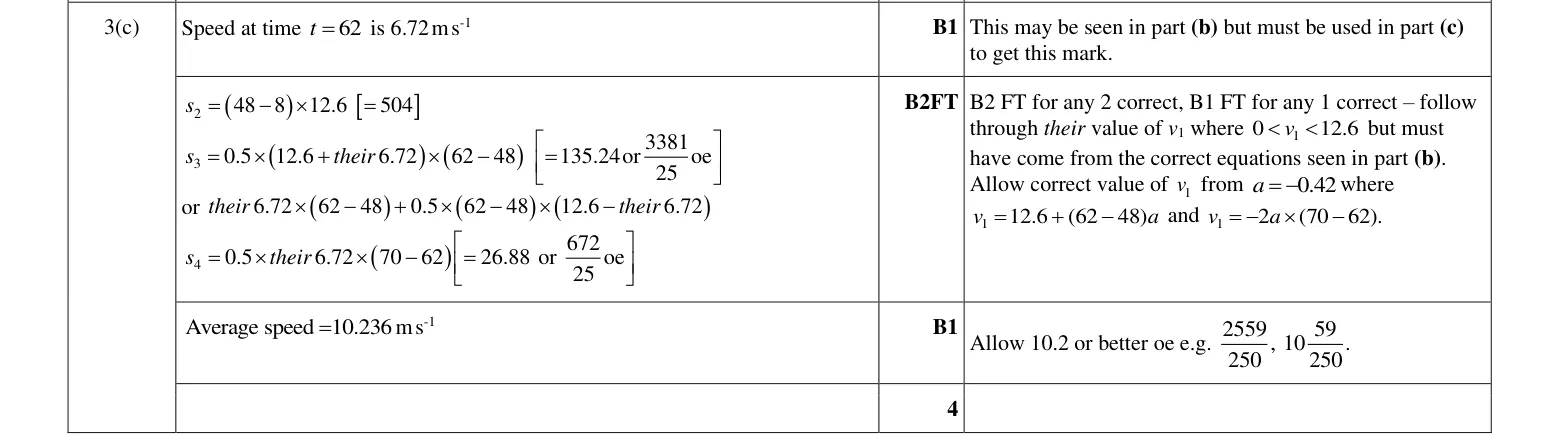 3(c)
Speed at time t = 62 is 6.72 m s⁻¹
B1
This may be seen in part (b) but must be used in part (c)
to get this mark.
s₂ = (48 − 8) × 12.6 [= 504]
s₃ = 0.5 × (12.6 + their 6.72) × (62 − 48) [= 135.24 or 3381/25 oe]
or their 6.72 × (62 − 48) + 0.5 × (62 − 48) × (12.6 − their 6.72)
s₄ = 0.5 × their 6.72 × (70 − 62) [= 26.88 or 672/25 oe]
B2FT
B2 FT for any 2 correct, B1 FT for any 1 correct – follow
through their value of v₁ where 0 < v₁ < 12.6 but must
have come from the correct equations seen in part (b).
Allow correct value of v₁ from a = −0.42 where
v₁ = 12.6 + (62 − 48)a and v₁ = −2a × (70 − 62).
Average speed = 10.236 m s⁻¹
B1
Allow 10.2 or better oe e.g. 2559/250, 10 59/250.
4